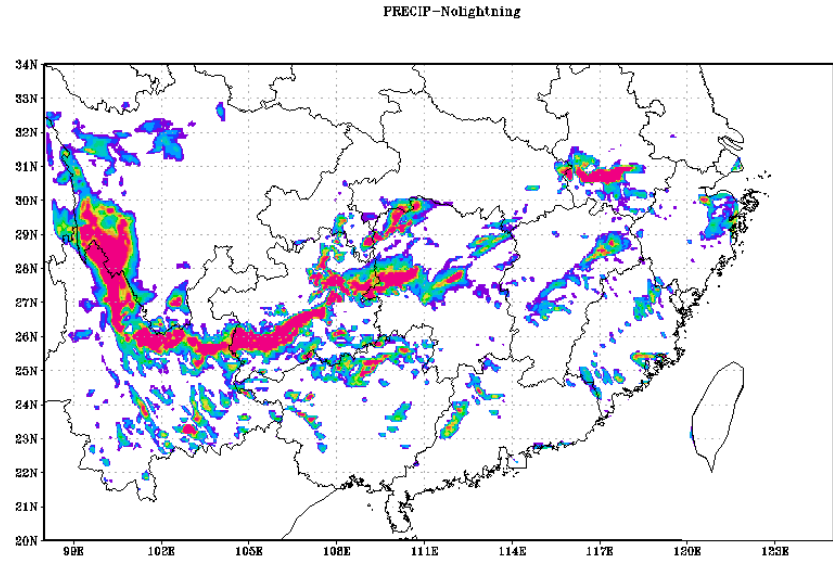 PRECIP-Nolightning
34N
33N
32N
31N
30N
29N
28N
27N
26N
25N
24N
23N
22N
21N
20N
99E 102E 105E 108E 111E 114E 117E 120E 123E